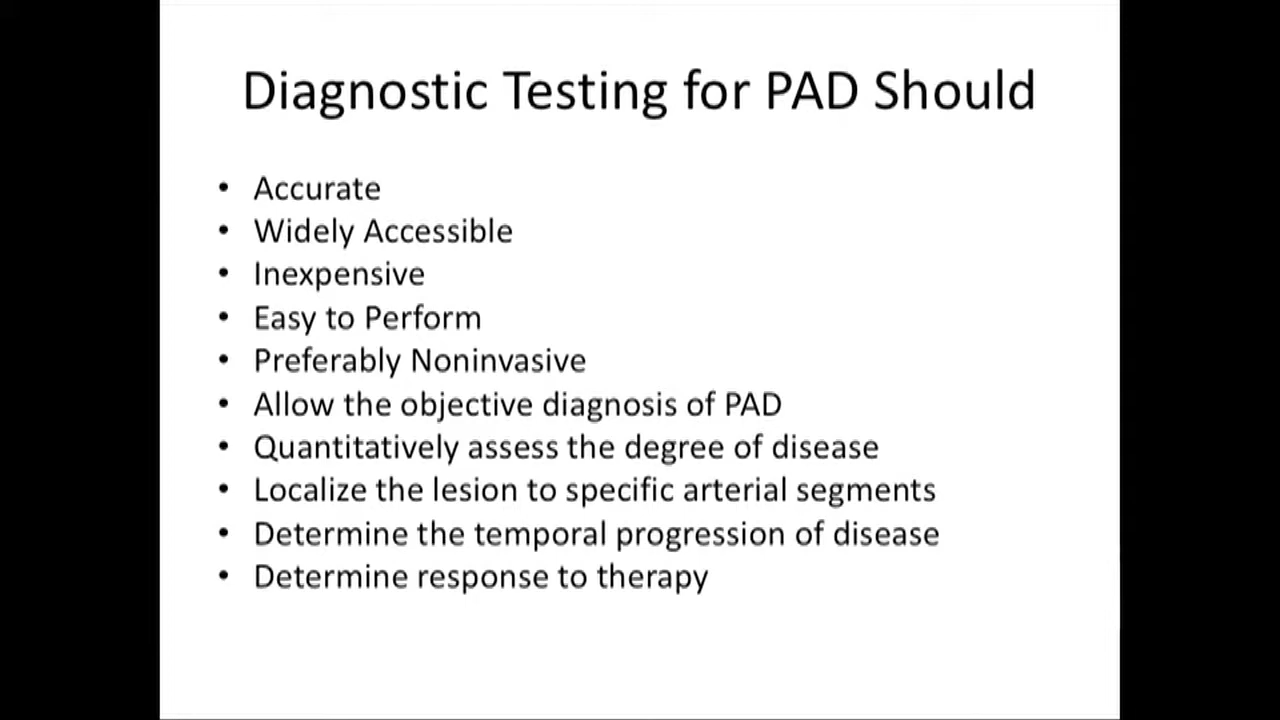 Diagnostic Testing for PAD Should
• Accurate
• Widely Accessible
• Inexpensive
• Easy to Perform
• Preferably Noninvasive
• Allow the objective diagnosis of PAD
• Quantitatively assess the degree of disease
• Localize the lesion to specific arterial segments
• Determine the temporal progression of disease
• Determine response to therapy